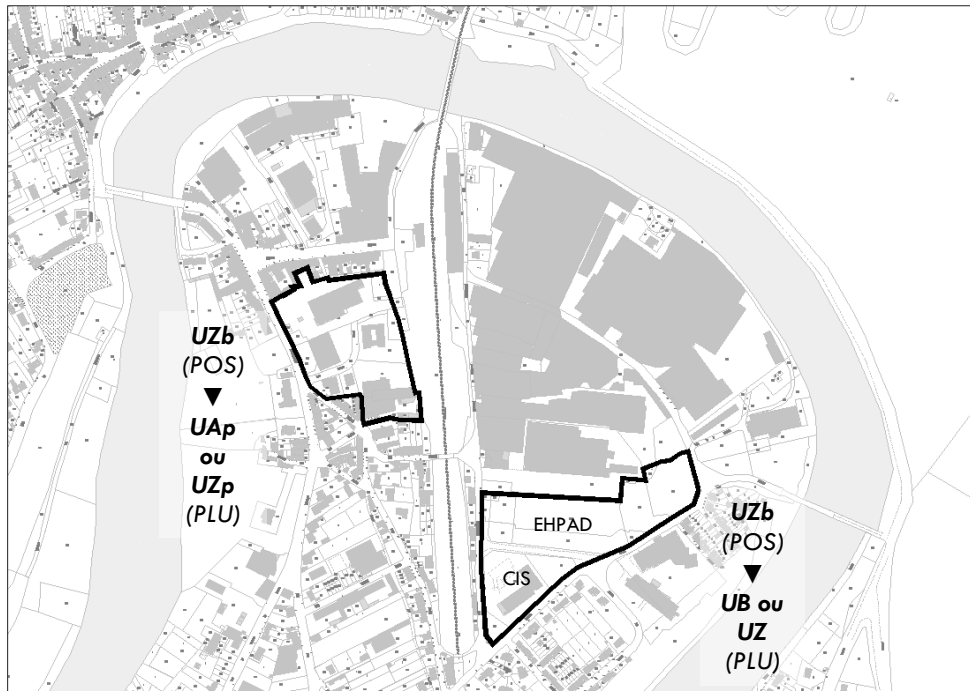 UZb
(POS)
▼
UAp
ou
UZp
(PLU)
EHPAD
CIS
UZb
(POS)
▼
UB ou
UZ
(PLU)